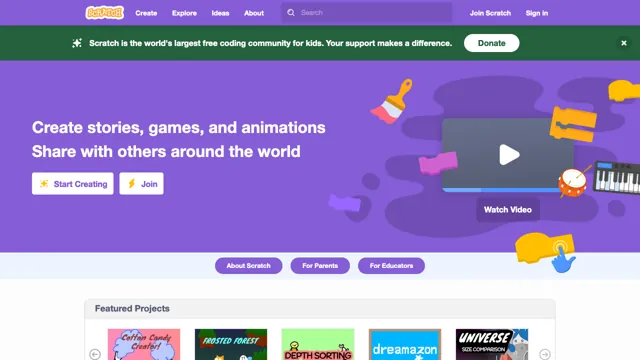 SCRATCH
Create
Explore
Ideas
About
Search
Join Scratch
Sign in
Scratch is the world's largest free coding community for kids. Your support makes a difference.
Donate
Create stories, games, and animations
Share with others around the world
Start Creating
Join
Watch Video
About Scratch
For Parents
For Educators
Featured Projects
Cotton Candy
Creator!
FROSTED FOREST
DEPTH SORTING
dreamazon
UNIVERSE
SIZE COMPARISON